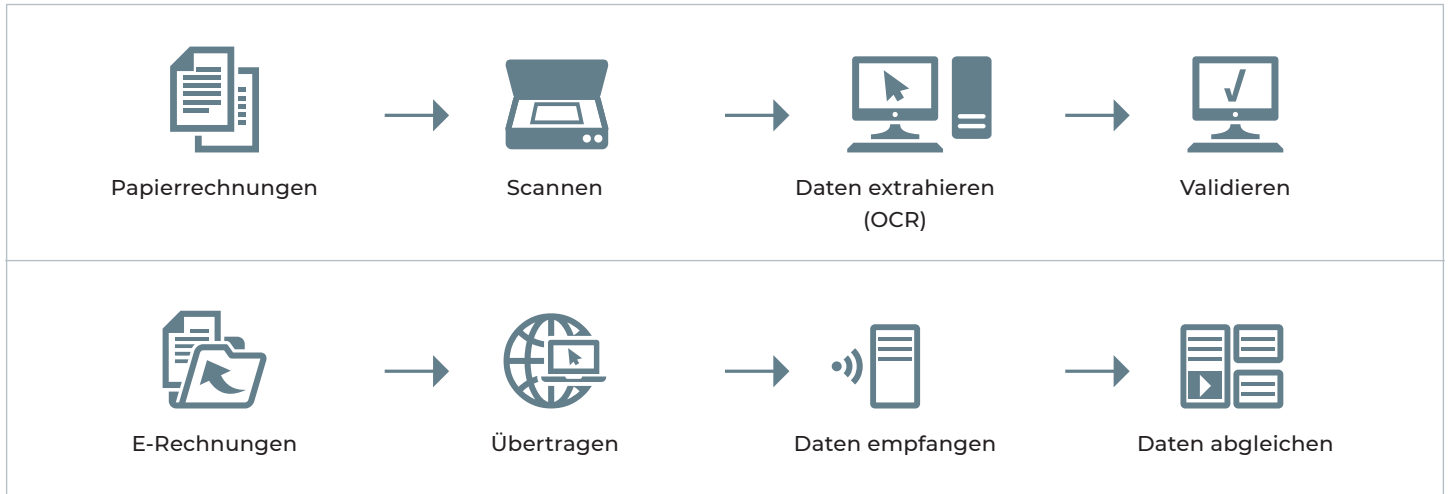 Papierrechnungen
Scannen
Daten extrahieren
(OCR)
Validieren
E-Rechnungen
Übertragen
Daten empfangen
Daten abgleichen